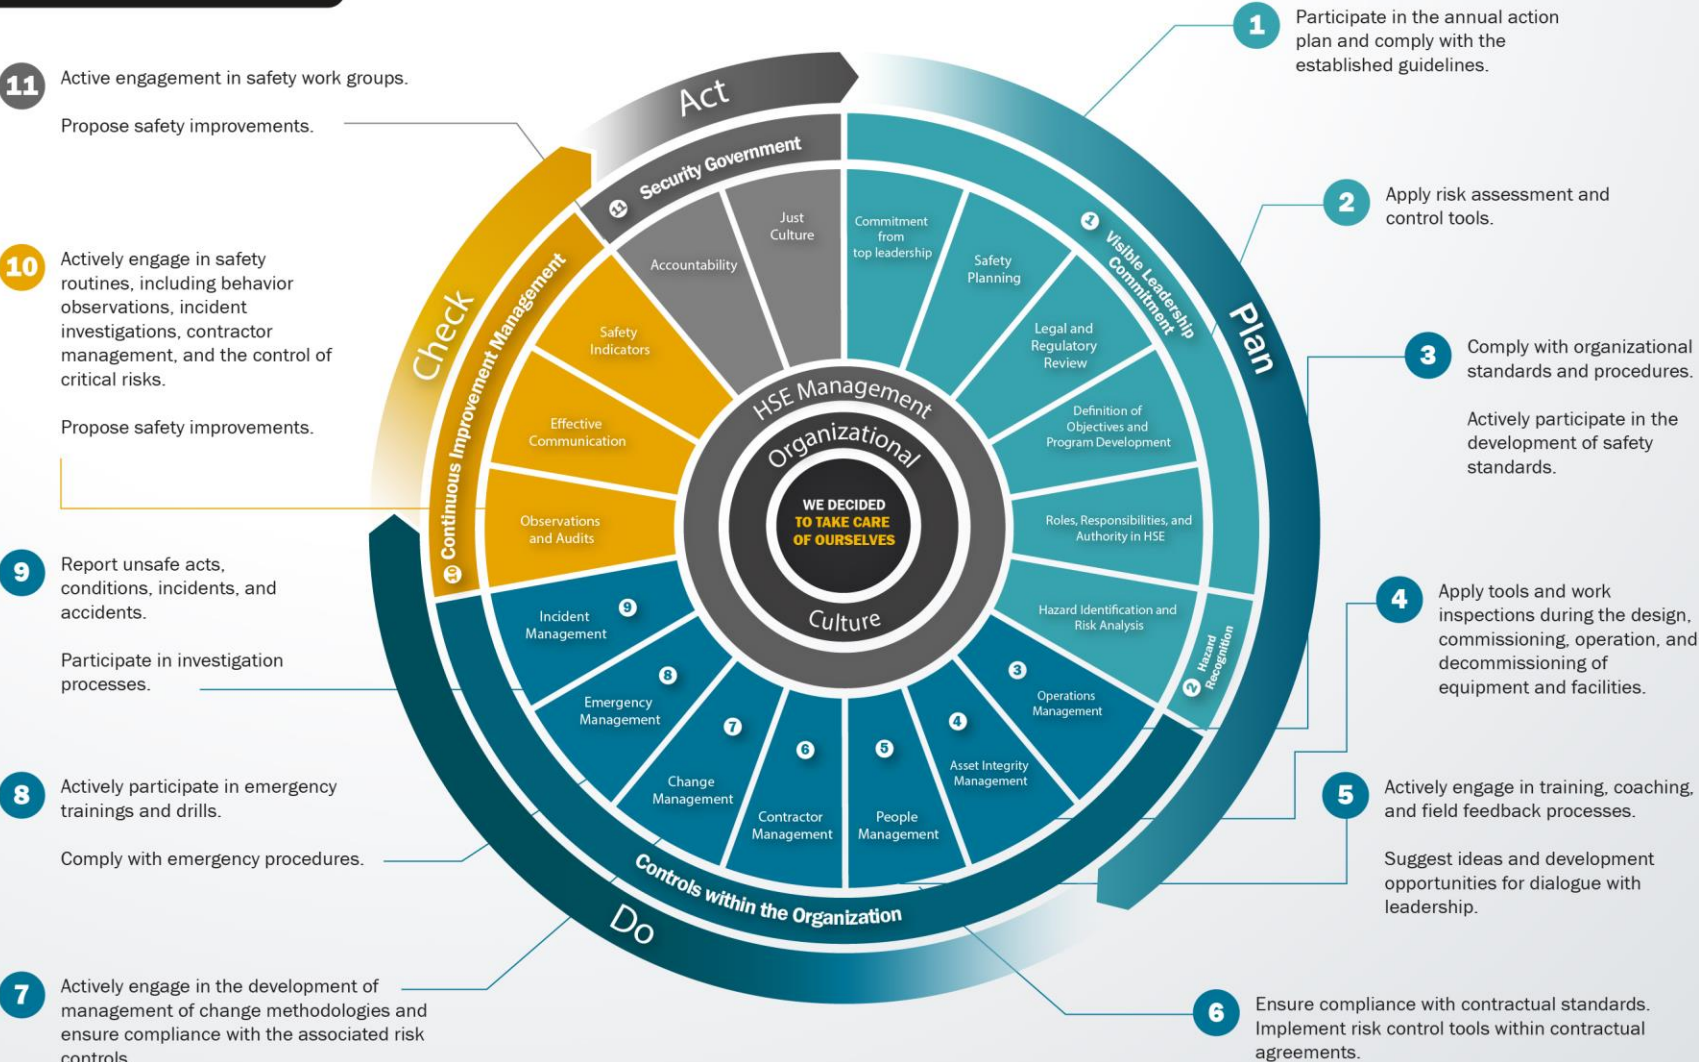 1
Participate in the annual action
plan and comply with the
established guidelines.
2
Apply risk assessment and
control tools.
3
Comply with organizational
standards and procedures.
Actively participate in the
development of safety
standards.
4
Apply tools and work
inspections during the design,
commissioning, operation, and
decommissioning of
equipment and facilities.
5
Actively engage in training, coaching,
and field feedback processes.
Suggest ideas and development
opportunities for dialogue with
leadership.
6
Ensure compliance with contractual standards.
Implement risk control tools within contractual
agreements.
7
Actively engage in the development of
management of change methodologies and
ensure compliance with the associated risk
controls.
8
Actively participate in emergency
trainings and drills.
Comply with emergency procedures.
9
Report unsafe acts,
conditions, incidents, and
accidents.
Participate in investigation
processes.
10
Actively engage in safety
routines, including behavior
observations, incident
investigations, contractor
management, and the control of
critical risks.
Propose safety improvements.
11
Active engagement in safety work groups.
Propose safety improvements.
Plan
1 Visible Leadership
Commitment
Commitment
from
top leadership
Safety
Planning
Legal and
Regulatory
Review
Definition of
Objectives and
Program Development
Roles, Responsibilities, and
Authority in HSE
2 Hazard
Recognition
Hazard Identification and
Risk Analysis
Do
Controls within the Organization
3
Operations
Management
4
Asset Integrity
Management
5
People
Management
6
Contractor
Management
7
Change
Management
8
Emergency
Management
9
Incident
Management
Check
10 Continuous Improvement Management
Observations
and Audits
Effective
Communication
Safety
Indicators
Act
11 Security Government
Accountability
Just
Culture
HSE Management
Organizational
Culture
WE DECIDED
TO TAKE CARE
OF OURSELVES